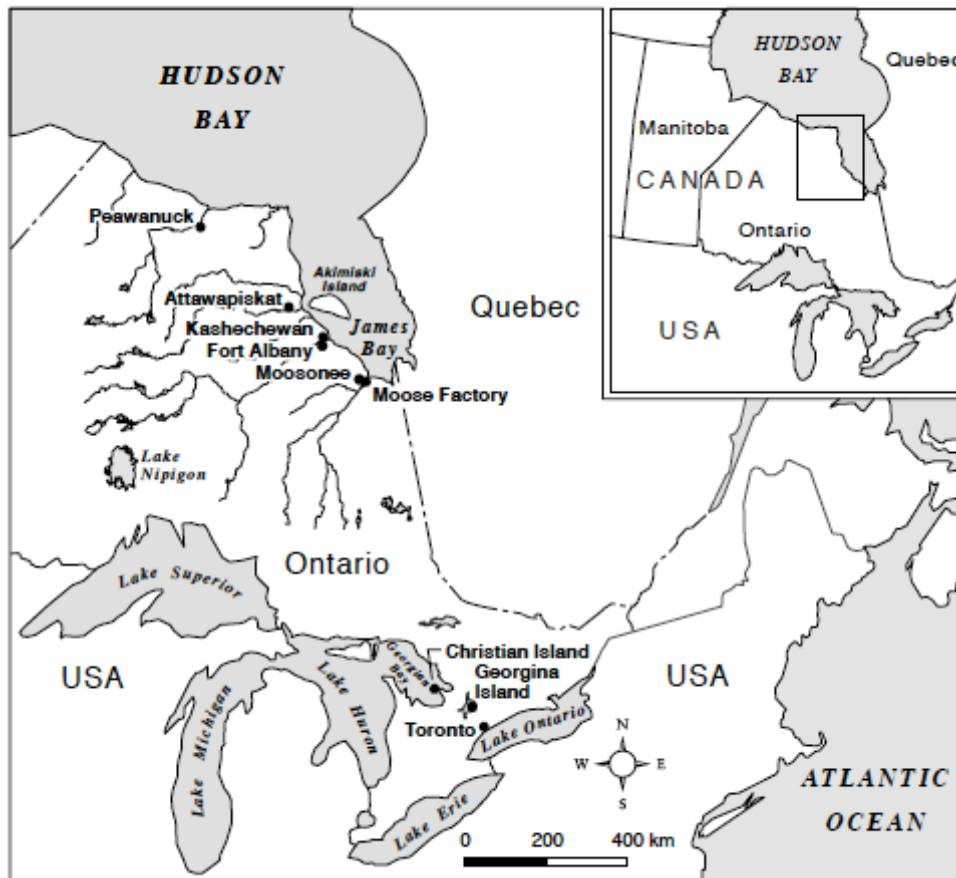 HUDSON
BAY
Peawanuck
Attawapiskat
Akimiski
Island
Kashechewan
Fort Albany
James
Bay
Moosonee
Moose Factory
Quebec
Lake
Nipigon
Ontario
Lake Superior
USA
Lake Michigan
Lake Huron
Georgian
Bay
Christian Island
Georgina
Island
Toronto
Lake Ontario
Lake Erie
USA
N
W
E
S
0 200 400 km
ATLANTIC
OCEAN
HUDSON
BAY
Quebec
Manitoba
CANADA
Ontario
USA